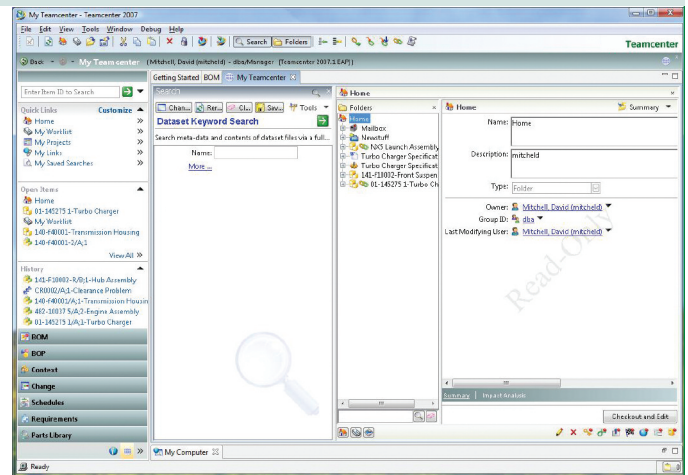 My Teamcenter - Teamcenter 2007
File Edit View Tools Window Debug Help
Search Folders
Teamcenter
Back My Teamcenter (Mitchell, David (mitcheld) - dba/Manager [Teamcenter 2007.1 EAP])
Getting Started BOM My Teamcenter
Enter Item ID to Search
Quick Links Customize
Home
My Worklist
My Projects
My Links
My Saved Searches
Open Items
Home
01-145275 1-Turbo Charger
My Worklist
140-f40001-Transmission Housing
140-f40001-2/A;1
View All
History
141-F10002-R/B;1-Hub Assembly
CR0002/A;1-Clearance Problem
140-f40001/A;1-Transmission Housin
482-10037 5/A;2-Engine Assembly
01-145275 1/A;1-Turbo Charger
BOM
BOP
Context
Change
Schedules
Requirements
Parts Library
Search
Chan... Rer... Cl... Sav... Tools
Dataset Keyword Search
Search meta-data and contents of dataset files via a full...
Name:
More ...
Home
Folders
Home
Mailbox
Newstuff
NX5 Launch Assembly
Turbo Charger Specificat
Turbo Charger Specificat
141-f10002-Front Suspen
01-145275 1-Turbo Ch
Home Summary
Name: Home
Description: mitcheld
Type: Folder
Owner: Mitchell, David (mitcheld)
Group ID: dba
Last Modifying User: Mitchell, David (mitcheld)
Read-Only
Summary Impact Analysis
Checkout and Edit
My Computer
Ready